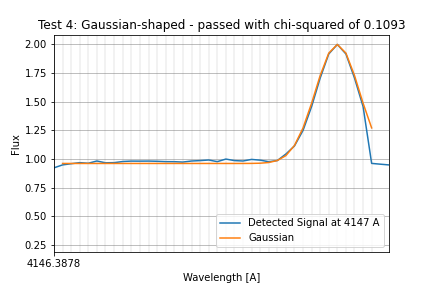 Test 4: Gaussian-shaped - passed with chi-squared of 0.1093
2.00
1.75
1.50
1.25
1.00
0.75
0.50
0.25
Flux
Detected Signal at 4147 A
Gaussian
4146.3878
Wavelength [A]